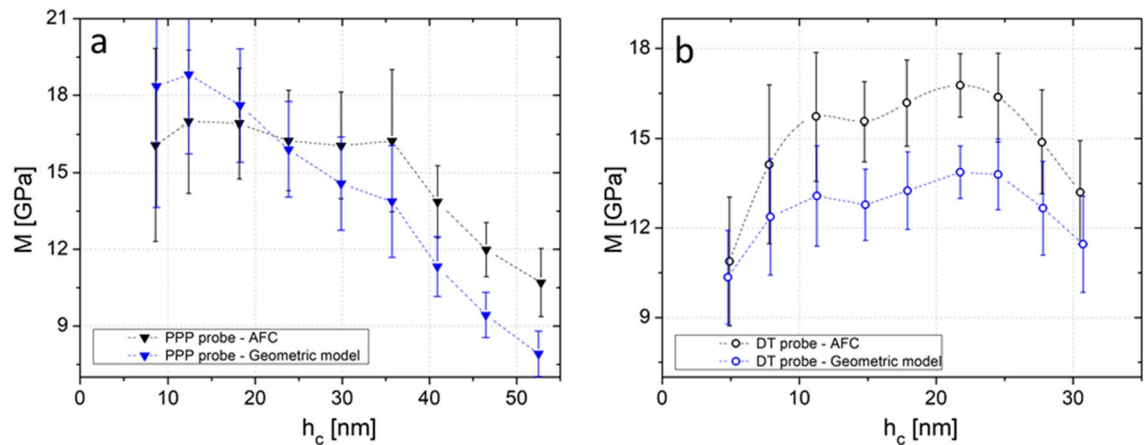 a
M [GPa]
21
18
15
12
9
PPP probe - AFC
PPP probe - Geometric model
0
10
20
30
40
50
h_c [nm]
b
M [GPa]
18
15
12
9
DT probe - AFC
DT probe - Geometric model
0
10
20
30
h_c [nm]